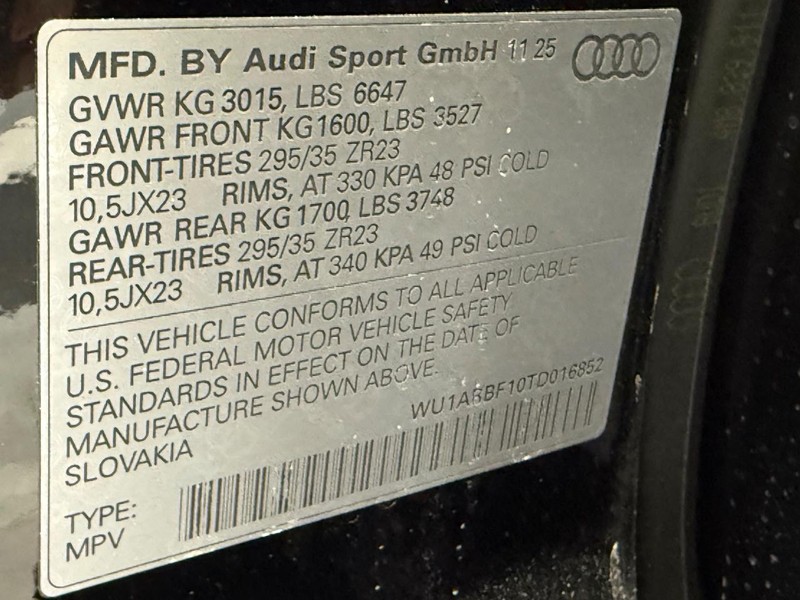 MFD. BY Audi Sport GmbH 11 25
GVWR KG 3015, LBS 6647
GAWR FRONT KG1600, LBS 3527
FRONT-TIRES 295/35 ZR23
10,5JX23 RIMS, AT 330 KPA 48 PSI COLD
GAWR REAR KG1700, LBS 3748
REAR-TIRES 295/35 ZR23
10,5JX23 RIMS, AT 340 KPA 49 PSI COLD
THIS VEHICLE CONFORMS TO ALL APPLICABLE
U.S. FEDERAL MOTOR VEHICLE SAFETY
STANDARDS IN EFFECT ON THE DATE OF
MANUFACTURE SHOWN ABOVE.
WU1ARBF10TD016852
SLOVAKIA
TYPE:
MPV